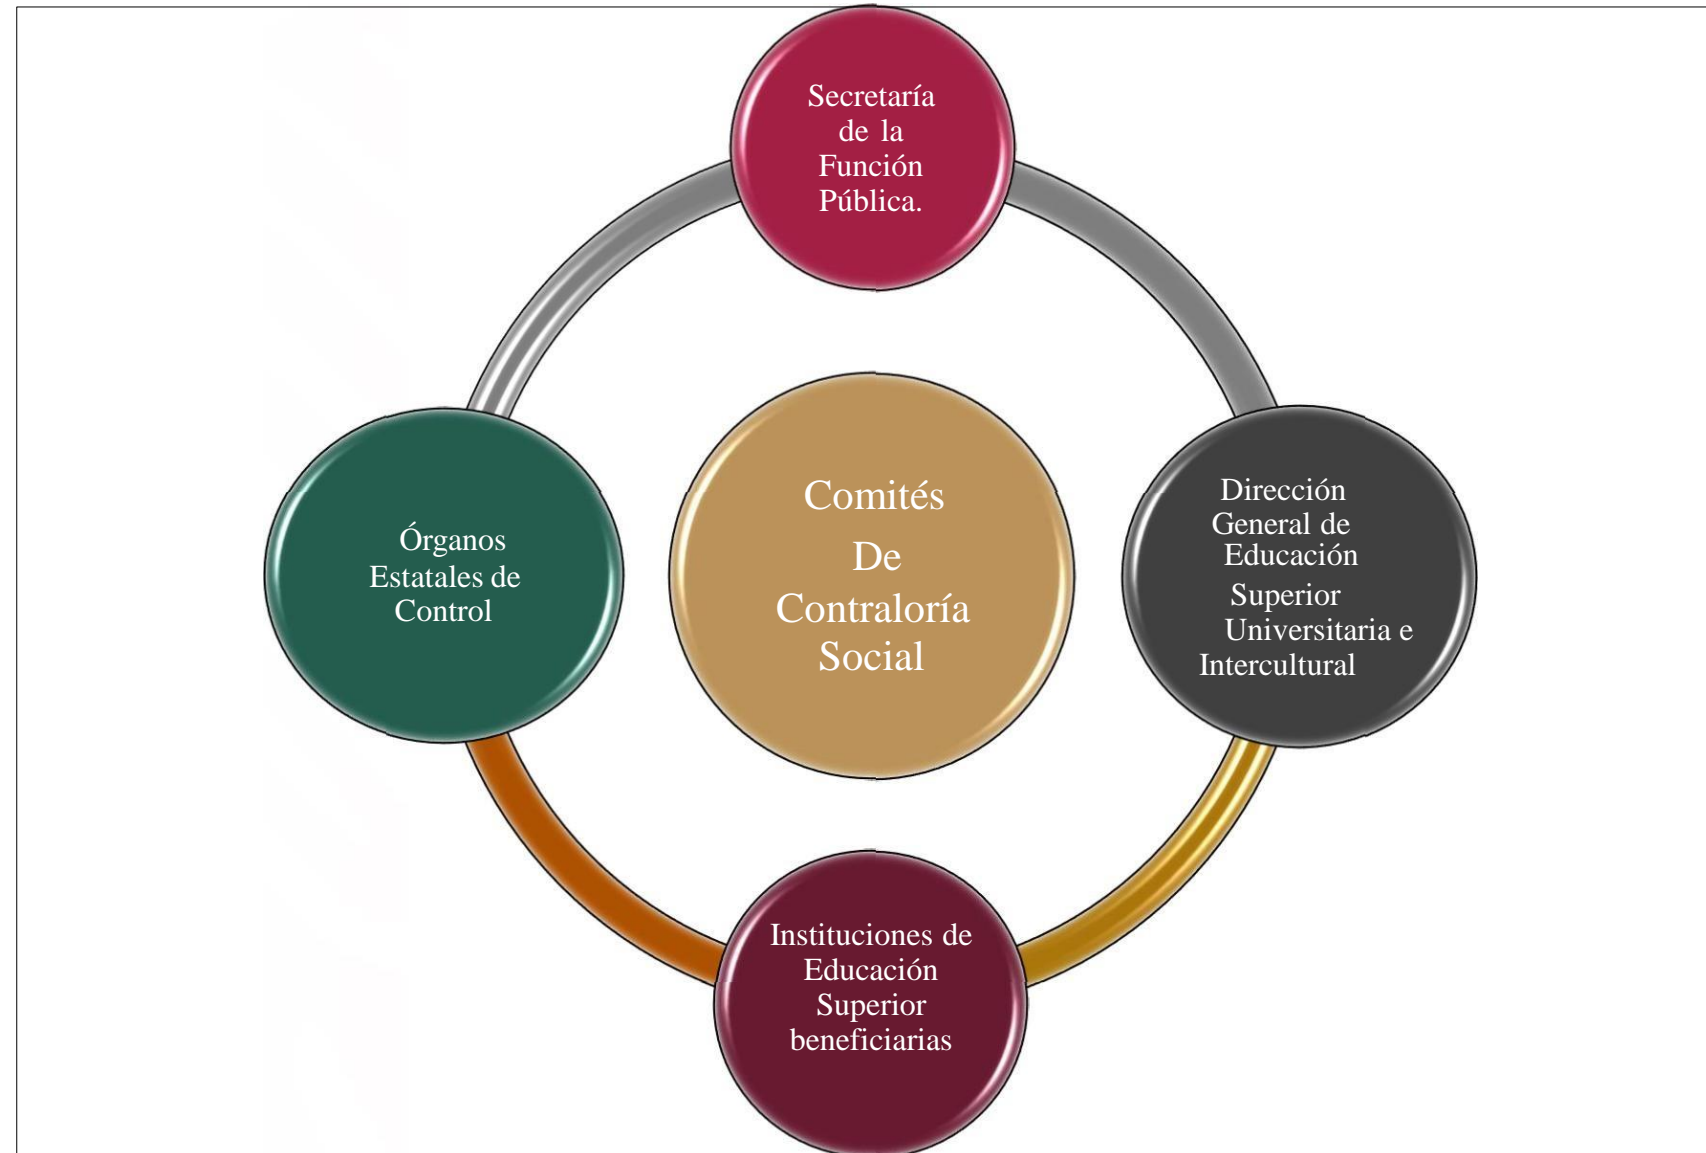 Secretaría
de la
Función
Pública.
Órganos
Estatales de
Control
Comités
De
Contraloría
Social
Dirección
General de
Educación
Superior
Universitaria e
Intercultural
Instituciones de
Educación
Superior
beneficiarias